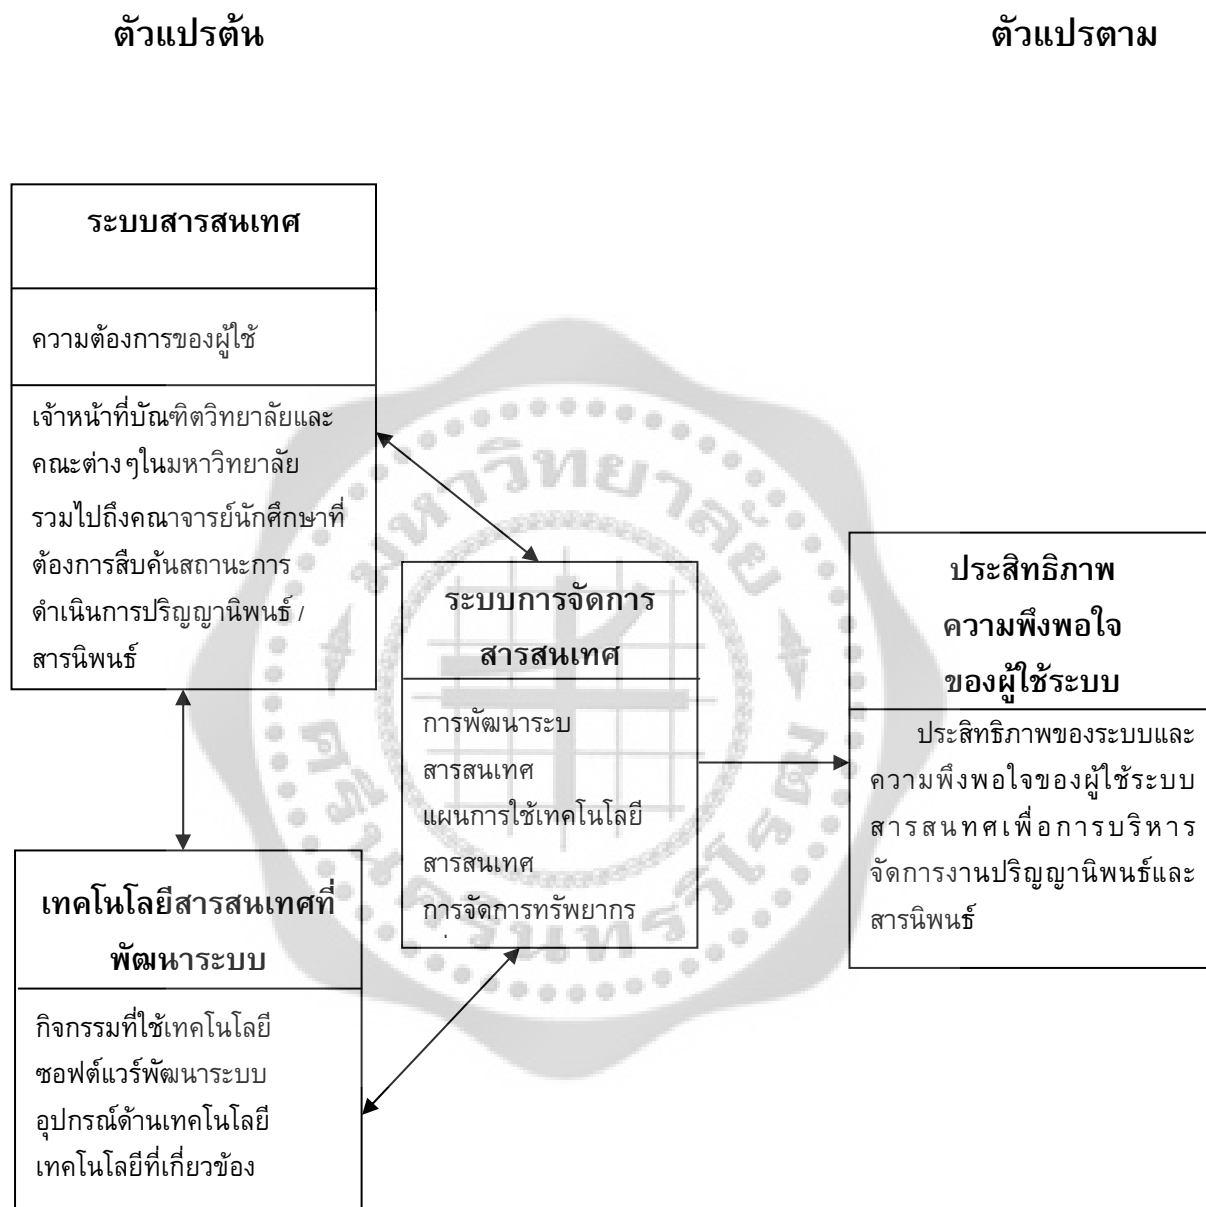 ตัวแปรต้น
ตัวแปรตาม
ระบบสารสนเทศ
ความต้องการของผู้ใช้
เจ้าหน้าที่บัณฑิตวิทยาลัยและ
คณะต่างๆในมหาวิทยาลัย
รวมไปถึงคณาจารย์นักศึกษาที่
ต้องการสืบค้นสถานะการ
ดำเนินการปริญญานิพนธ์ /
สารนิพนธ์
เทคโนโลยีสารสนเทศที่
พัฒนาระบบ
กิจกรรมที่ใช้เทคโนโลยี
ซอฟต์แวร์พัฒนาระบบ
อุปกรณ์ด้านเทคโนโลยี
เทคโนโลยีที่เกี่ยวข้อง
ระบบการจัดการ
สารสนเทศ
การพัฒนาระบบ
สารสนเทศ
แผนการใช้เทคโนโลยี
สารสนเทศ
การจัดการทรัพยากร
ประสิทธิภาพ
ความพึงพอใจ
ของผู้ใช้ระบบ
ประสิทธิภาพของระบบและ
ความพึงพอใจของผู้ใช้ระบบ
สารสนทศเพื่อการบริหาร
จัดการงานปริญญานิพนธ์และ
สารนิพนธ์
มหาวิทยาลัย
ศรีนครินทรวิโรฒ